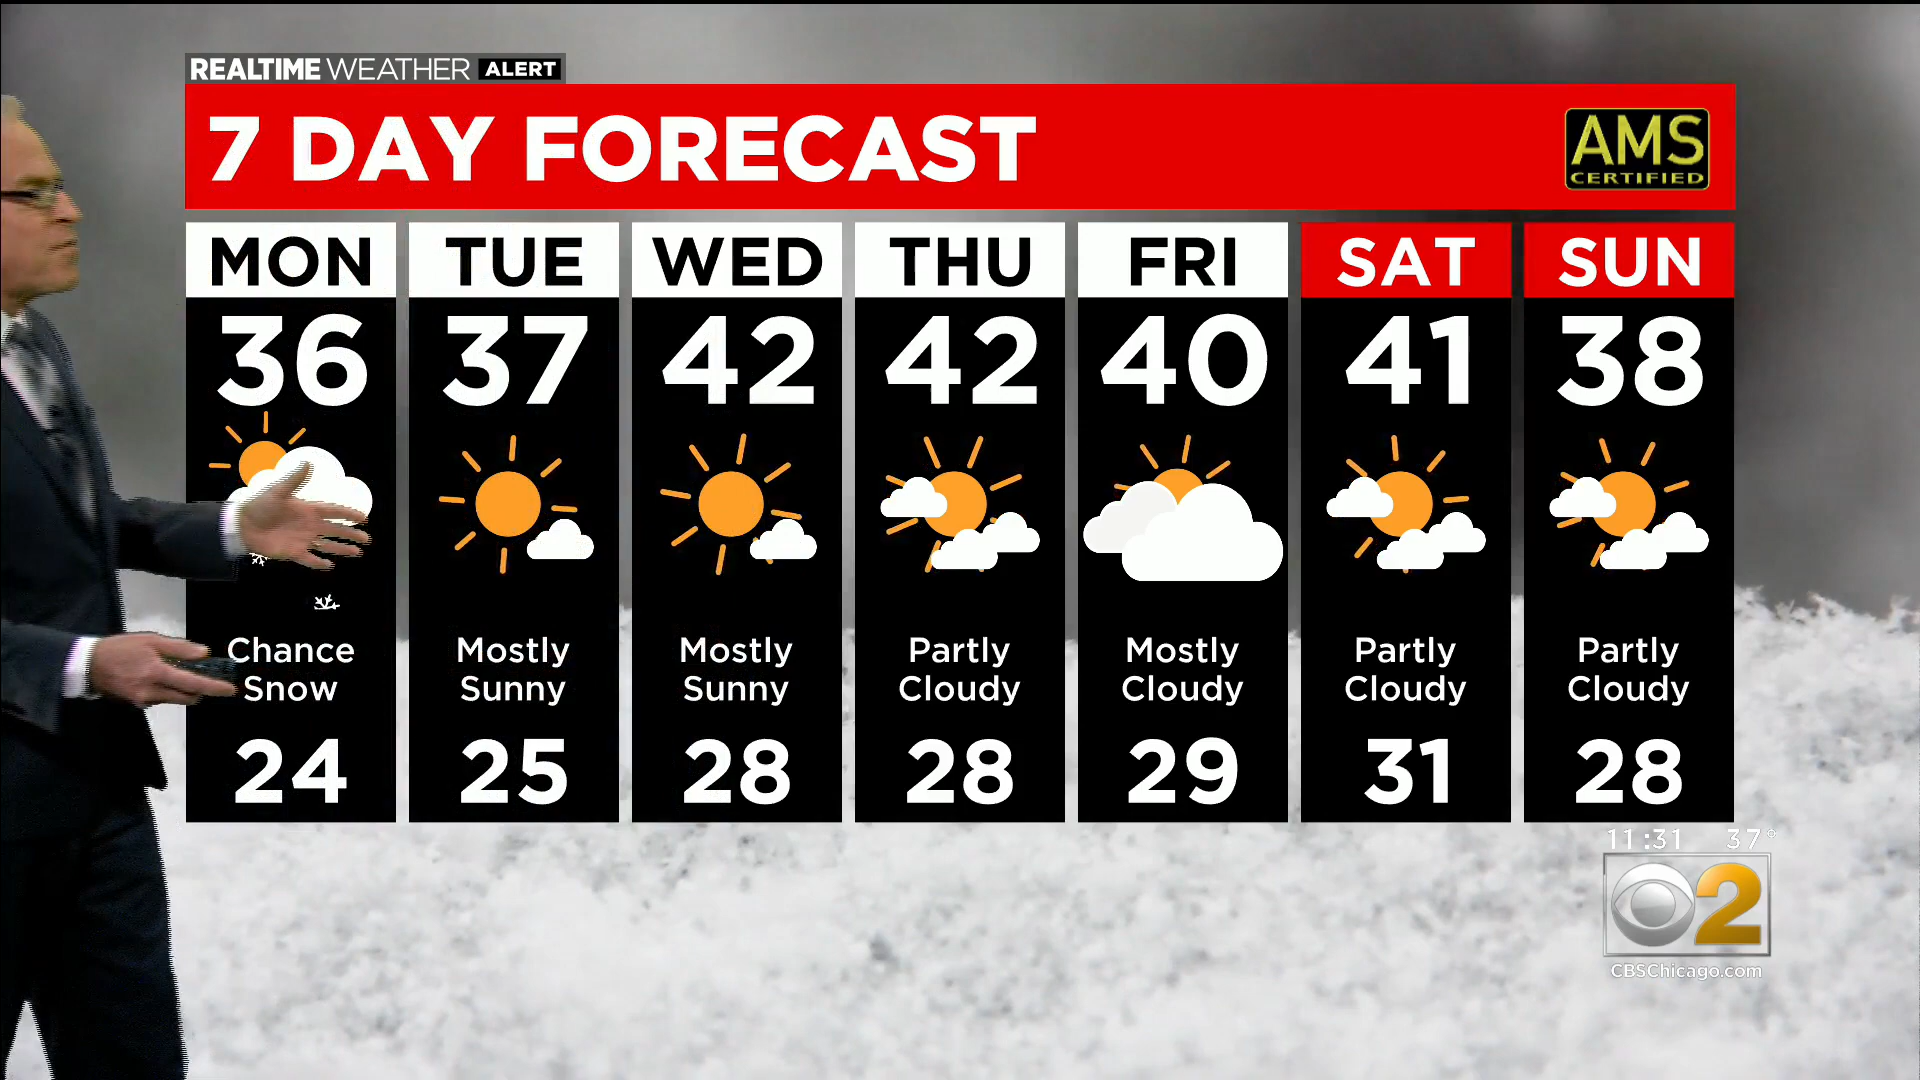 REALTIME WEATHER ALERT
7 DAY FORECAST
AMS
CERTIFIED
MON TUE WED THU FRI SAT SUN
36 37 42 42 40 41 38
Chance Mostly Mostly Partly Mostly Partly Partly
Snow Sunny Sunny Cloudy Cloudy Cloudy Cloudy
24 25 28 28 29 31 28
11:31 37°
2
CBSChicago.com